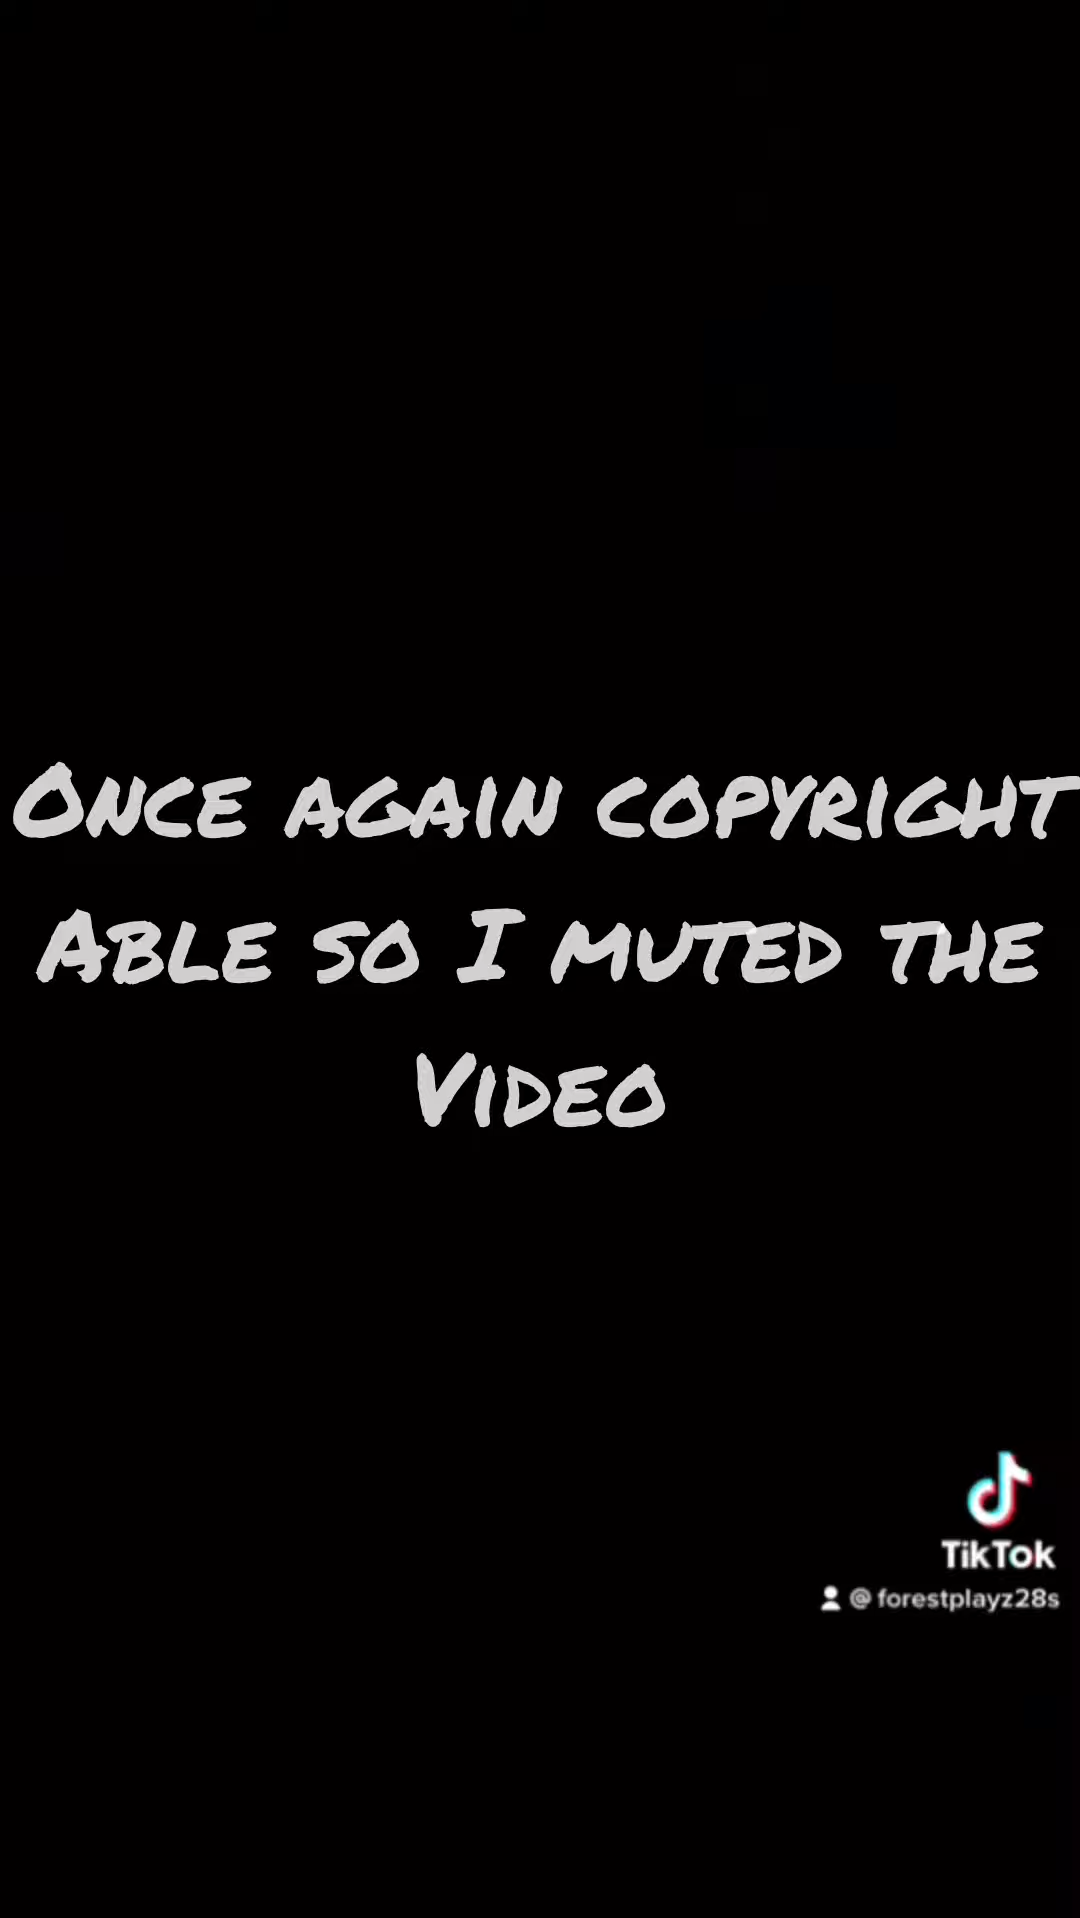 Once again copyright
Able so I muted the
Video
TikTok
@forestplayz28s